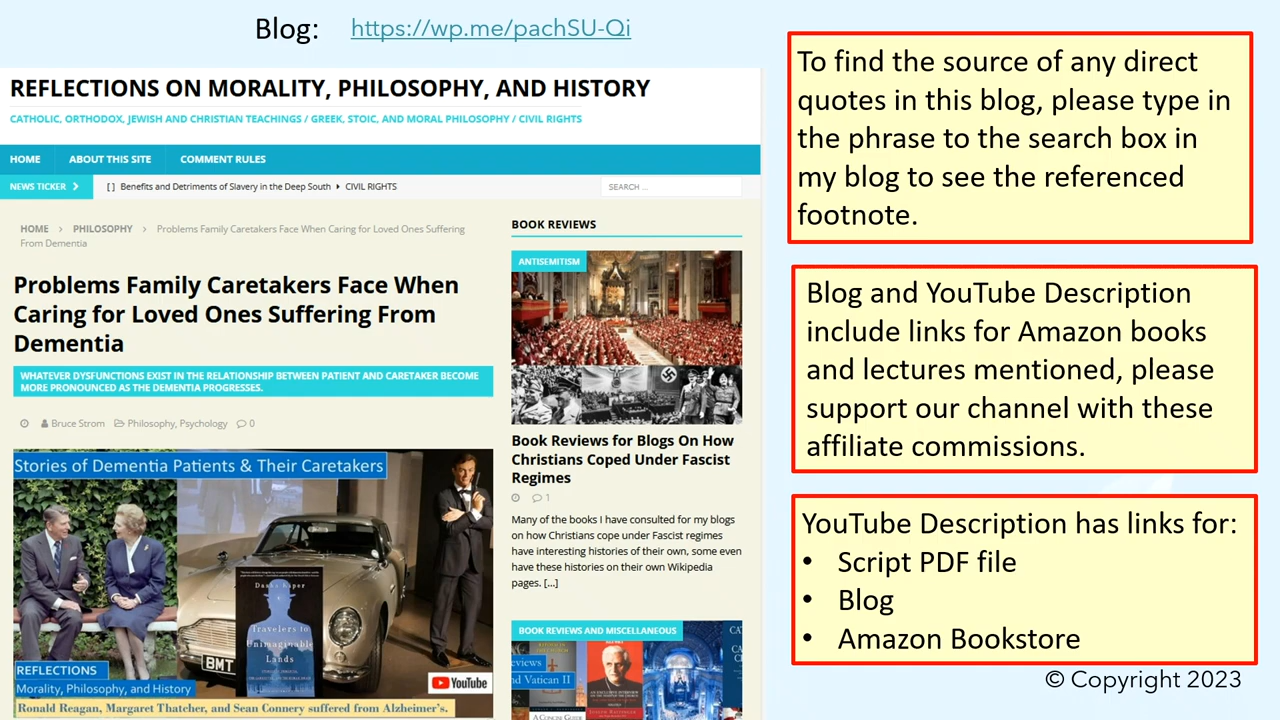 Blog: https://wp.me/pachSU-Qi
REFLECTIONS ON MORALITY, PHILOSOPHY, AND HISTORY
CATHOLIC, ORTHODOX, JEWISH AND CHRISTIAN TEACHINGS / GREEK, STOIC, AND MORAL PHILOSOPHY / CIVIL RIGHTS
HOME ABOUT THIS SITE COMMENT RULES
NEWS TICKER [ ] Benefits and Detriments of Slavery in the Deep South CIVIL RIGHTS SEARCH ...
HOME PHILOSOPHY Problems Family Caretakers Face When Caring for Loved Ones Suffering
From Dementia
Problems Family Caretakers Face When
Caring for Loved Ones Suffering From
Dementia
WHATEVER DYSFUNCTIONS EXIST IN THE RELATIONSHIP BETWEEN PATIENT AND CARETAKER BECOME
MORE PRONOUNCED AS THE DEMENTIA PROGRESSES.
Bruce Strom Philosophy, Psychology 0
Stories of Dementia Patients & Their Caretakers
Dasha Kiper
Travelers to
Unimaginable
Lands
BMT
REFLECTIONS
Morality, Philosophy, and History
YouTube
Ronald Reagan, Margaret Thatcher, and Sean Connery suffered from Alzheimer's.
BOOK REVIEWS
ANTISEMITISM
Book Reviews for Blogs On How
Christians Coped Under Fascist
Regimes
1
Many of the books I have consulted for my blogs
on how Christians cope under Fascist regimes
have interesting histories of their own, some even
have these histories on their own Wikipedia
pages. [...]
BOOK REVIEWS AND MISCELLANEOUS
eviews
nd Vatican II
A CONCISE GUIDE
To find the source of any direct
quotes in this blog, please type in
the phrase to the search box in
my blog to see the referenced
footnote.
Blog and YouTube Description
include links for Amazon books
and lectures mentioned, please
support our channel with these
affiliate commissions.
YouTube Description has links for:
• Script PDF file
• Blog
• Amazon Bookstore
© Copyright 2023